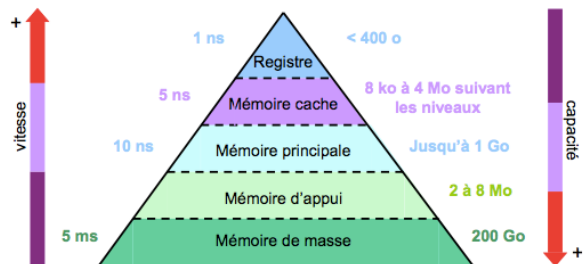 +
1 ns
< 400 o
Registre
5 ns
Mémoire cache
8 ko à 4 Mo suivant
les niveaux
vitesse
capacité
10 ns
Mémoire principale
Jusqu'à 1 Go
Mémoire d'appui
2 à 8 Mo
5 ms
Mémoire de masse
200 Go
+